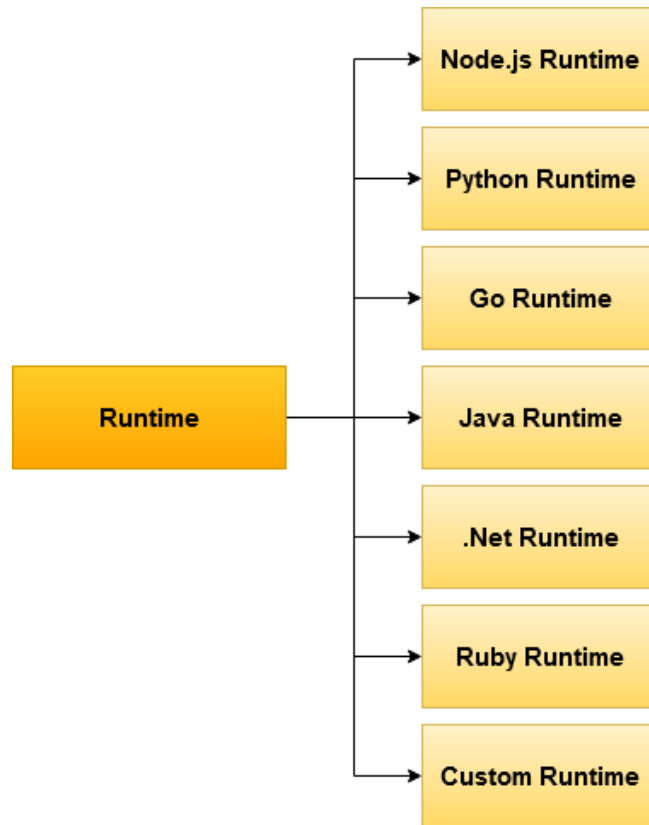 Node.js Runtime
Python Runtime
Go Runtime
Runtime
Java Runtime
.Net Runtime
Ruby Runtime
Custom Runtime